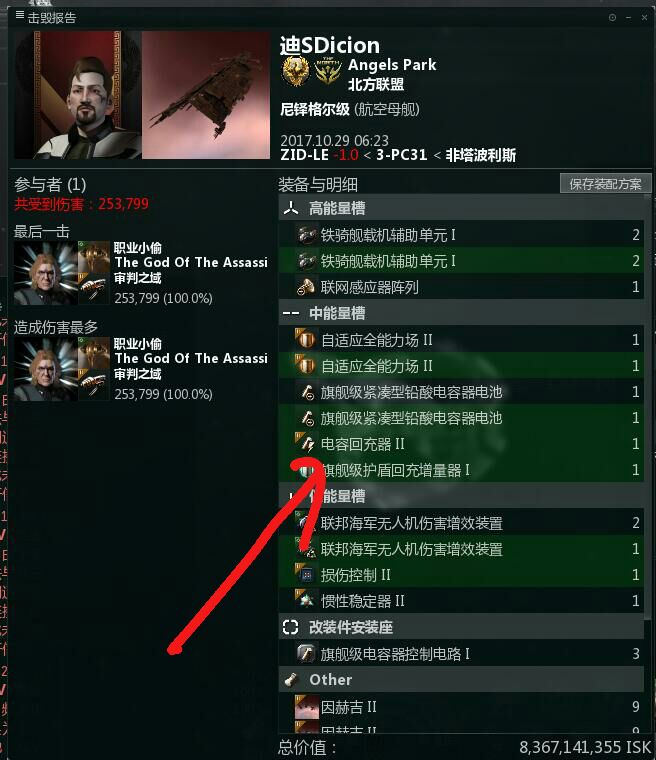 击毁报告
迪SDicion
Angels Park
北方联盟
尼铎格尔级 (航空母舰)
2017.10.29 06:23
ZID-LE -1.0 < 3-PC31 < 非塔波利斯
参与者 (1)
共受到伤害：253,799
最后一击
职业小偷
The God Of The Assassi
审判之域
253,799 (100.0%)
造成伤害最多
职业小偷
The God Of The Assassi
审判之域
253,799 (100.0%)
装备与明细
保存装配方案
高能量槽
铁骑舰载机辅助单元 I 2
铁骑舰载机辅助单元 I 2
联网感应器阵列 1
中能量槽
自适应全能力场 II 1
自适应全能力场 II 1
旗舰级紧凑型铅酸电容器电池 1
旗舰级紧凑型铅酸电容器电池 1
电容回充器 II 1
旗舰级护盾回充增量器 I 1
能量槽
联邦海军无人机伤害增效装置 2
联邦海军无人机伤害增效装置 1
损伤控制 II 1
惯性稳定器 II 1
改装件安装座
旗舰级电容器控制电路 I 3
Other
因赫吉 II 9
因赫吉 II 9
总价值： 8,367,141,355 ISK